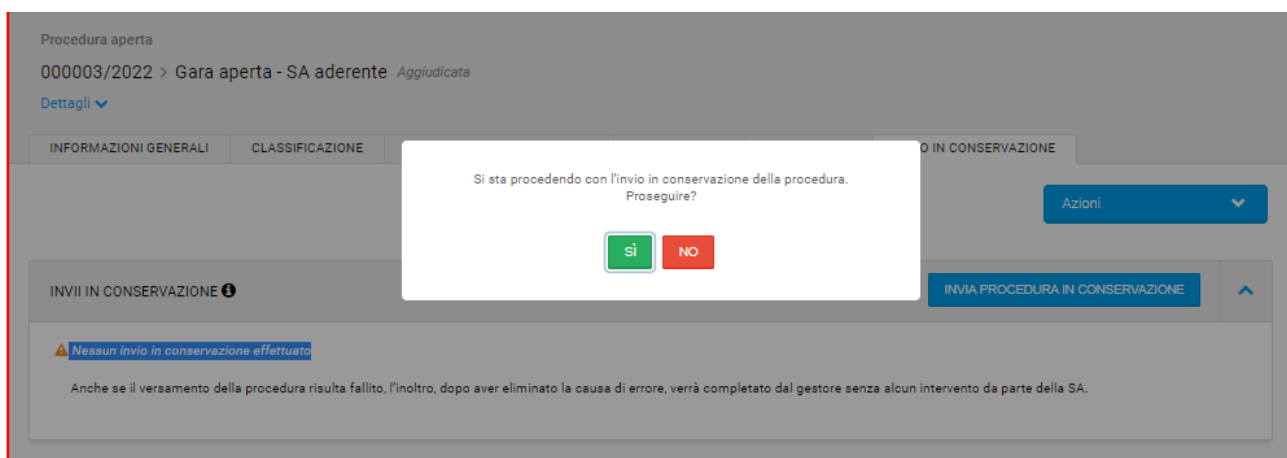 Procedura aperta
000003/2022 > Gara aperta - SA aderente Aggiudicata
Dettagli
INFORMAZIONI GENERALI CLASSIFICAZIONE O IN CONSERVAZIONE
Si sta procedendo con l'invio in conservazione della procedura.
Proseguire?
SÌ NO
Azioni
INVII IN CONSERVAZIONE INVIA PROCEDURA IN CONSERVAZIONE
Nessun invio in conservazione effettuato
Anche se il versamento della procedura risulta fallito, l'inoltro, dopo aver eliminato la causa di errore, verrà completato dal gestore senza alcun intervento da parte della SA.